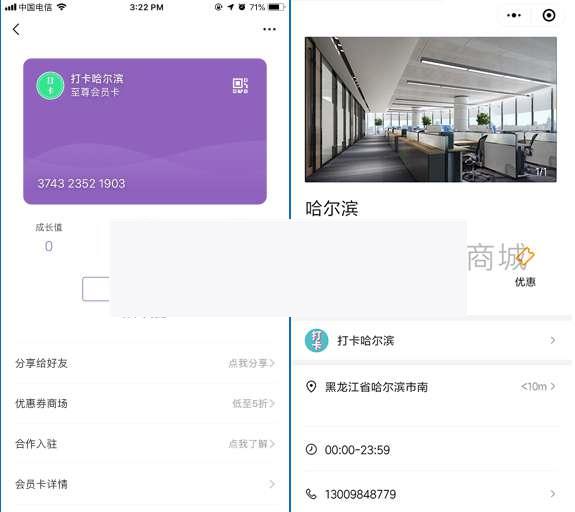 中国电信
3:22 PM
71%
打卡哈尔滨
至尊会员卡
打
卡
3743 2352 1903
成长值
0
分享给好友
点我分享
优惠券商场
低至5折
合作入驻
点我了解
会员卡详情
1/1
哈尔滨
商城
优惠
打
卡
打卡哈尔滨
黑龙江省哈尔滨市南
<10m
00:00-23:59
13009848779